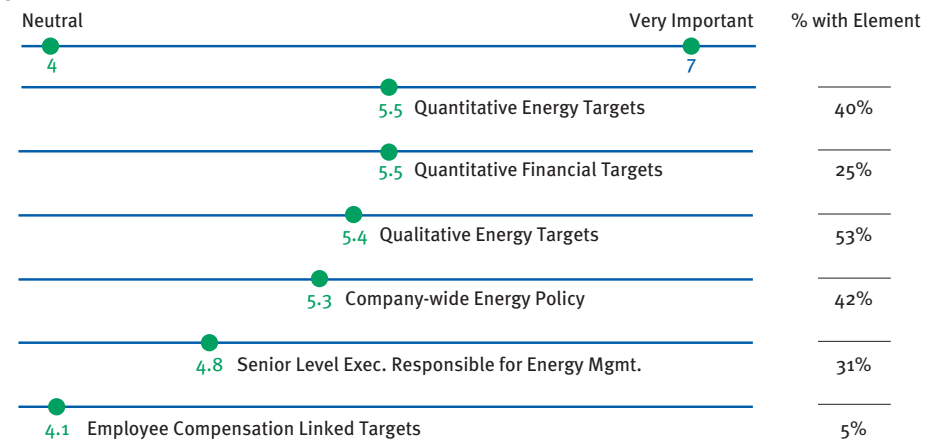 Neutral Very Important % with Element
4 7
5.5 Quantitative Energy Targets 40%
5.5 Quantitative Financial Targets 25%
5.4 Qualitative Energy Targets 53%
5.3 Company-wide Energy Policy 42%
4.8 Senior Level Exec. Responsible for Energy Mgmt. 31%
4.1 Employee Compensation Linked Targets 5%